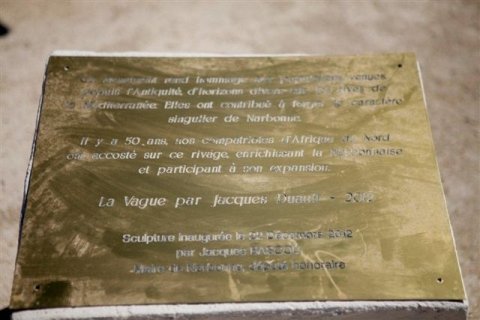 Ce monument rend hommage aux populations venues
depuis l'Antiquité, d'horizons divers les rives de
la Méditerranée. Elles ont contribué à forger le caractère
singulier de Narbonne.
Il y a 50 ans, nos compatriotes d'Afrique du Nord
ont accosté sur ce rivage, enrichissant la Narbonnaise
et participant à son expansion.
La Vague par Jacques - 2012
Sculpture inaugurée le 2012
par Jacques BASCOU
Maire de Narbonne, député honoraire